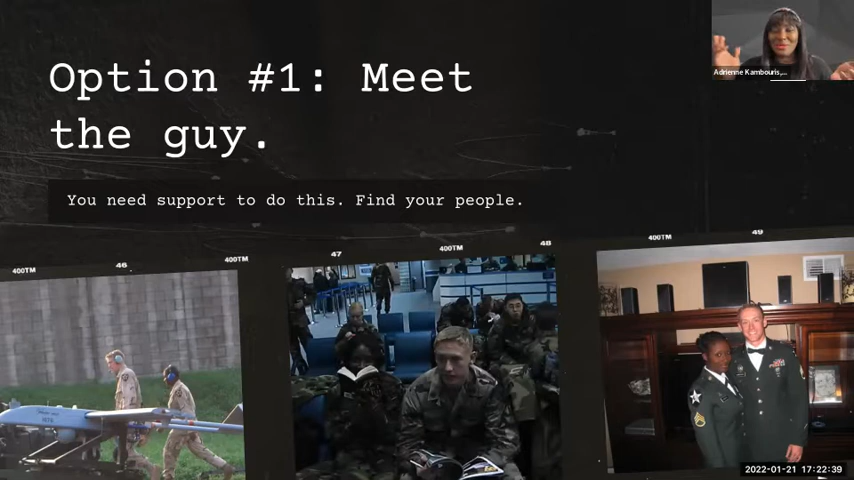 Option #1: Meet
the guy.
Adrienne Kambouris,...
You need support to do this. Find your people.
400TM 46 400TM 47 400TM 48 400TM 49
2022-01-21 17:22:39